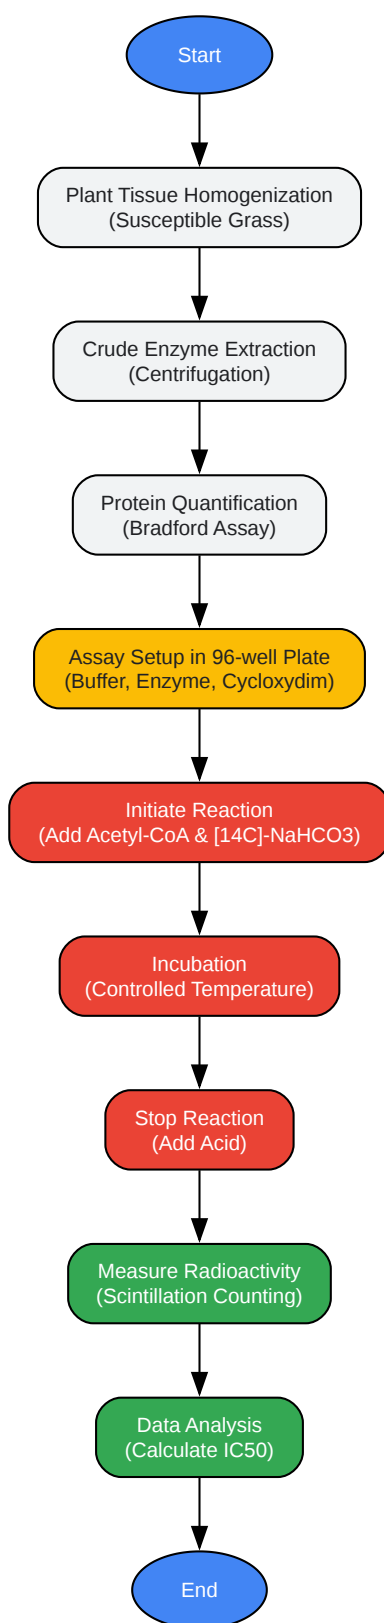 Start
Plant Tissue Homogenization
(Susceptible Grass)
Crude Enzyme Extraction
(Centrifugation)
Protein Quantification
(Bradford Assay)
Assay Setup in 96-well Plate
(Buffer, Enzyme, Cycloxydim)
Initiate Reaction
(Add Acetyl-CoA & [14C]-NaHCO3)
Incubation
(Controlled Temperature)
Stop Reaction
(Add Acid)
Measure Radioactivity
(Scintillation Counting)
Data Analysis
(Calculate IC50)
End